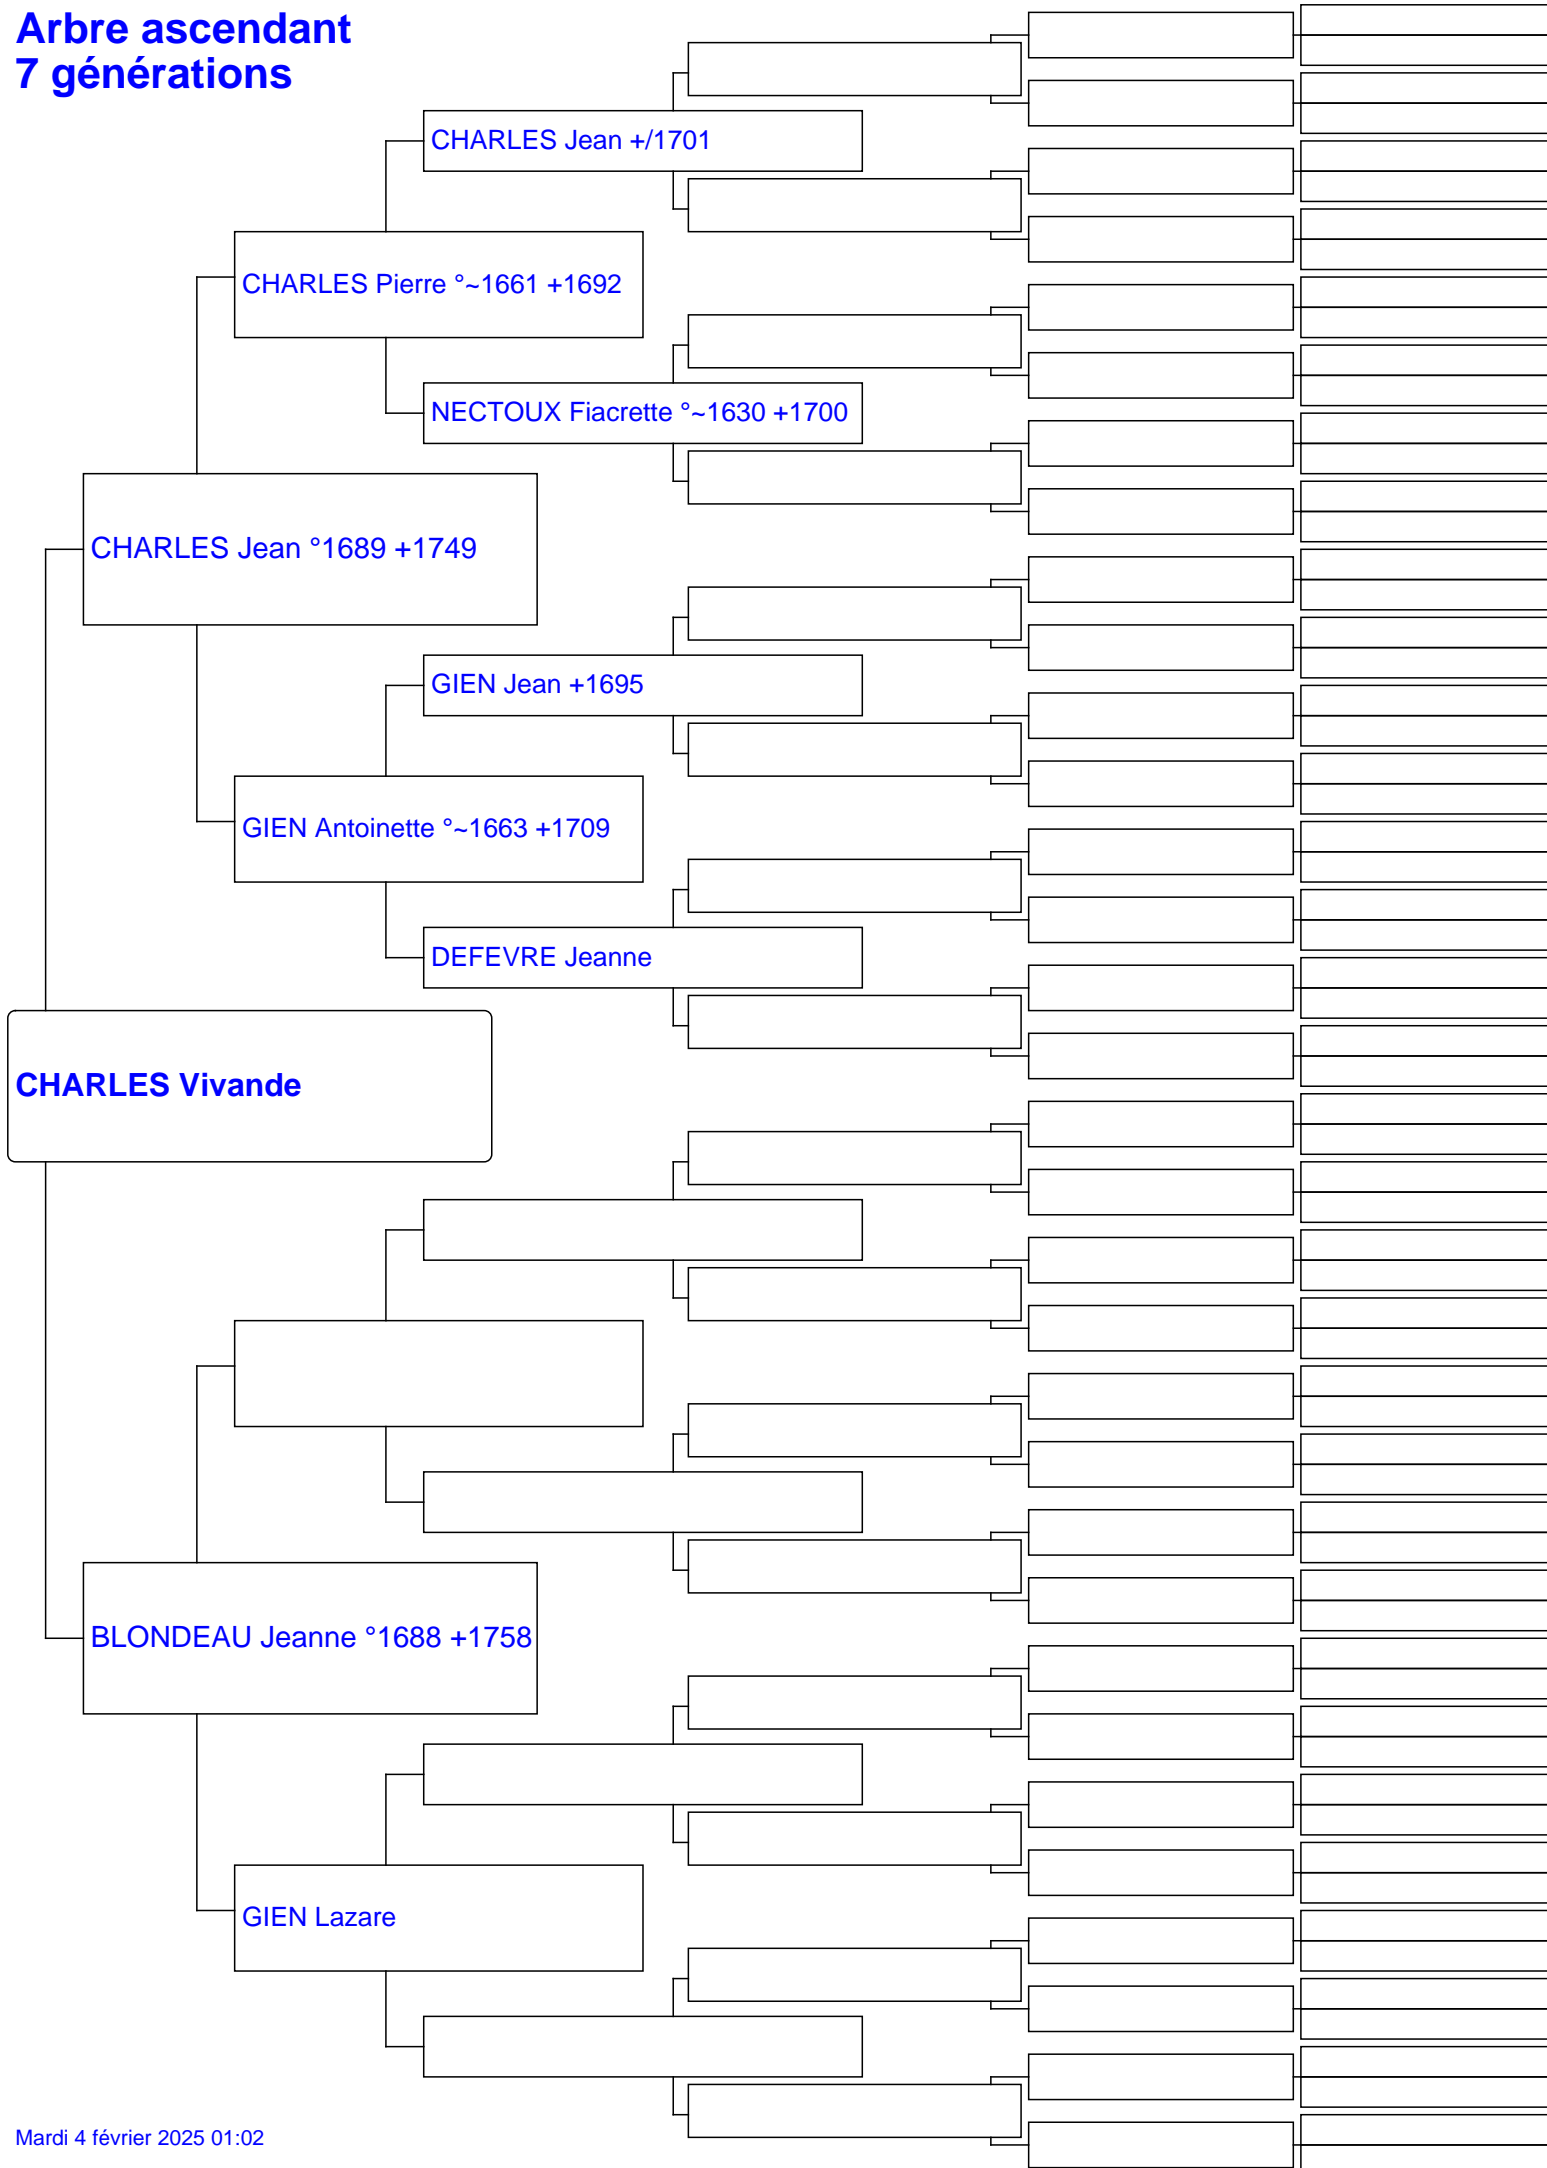 Arbre ascendant
7 générations
CHARLES Jean +/1701
CHARLES Pierre °~1661 +1692
NECTOUX Fiacrette °~1630 +1700
CHARLES Jean °1689 +1749
GIEN Jean +1695
GIEN Antoinette °~1663 +1709
DEFEVRE Jeanne
CHARLES Vivande
BLONDEAU Jeanne °1688 +1758
GIEN Lazare
Mardi 4 février 2025 01:02